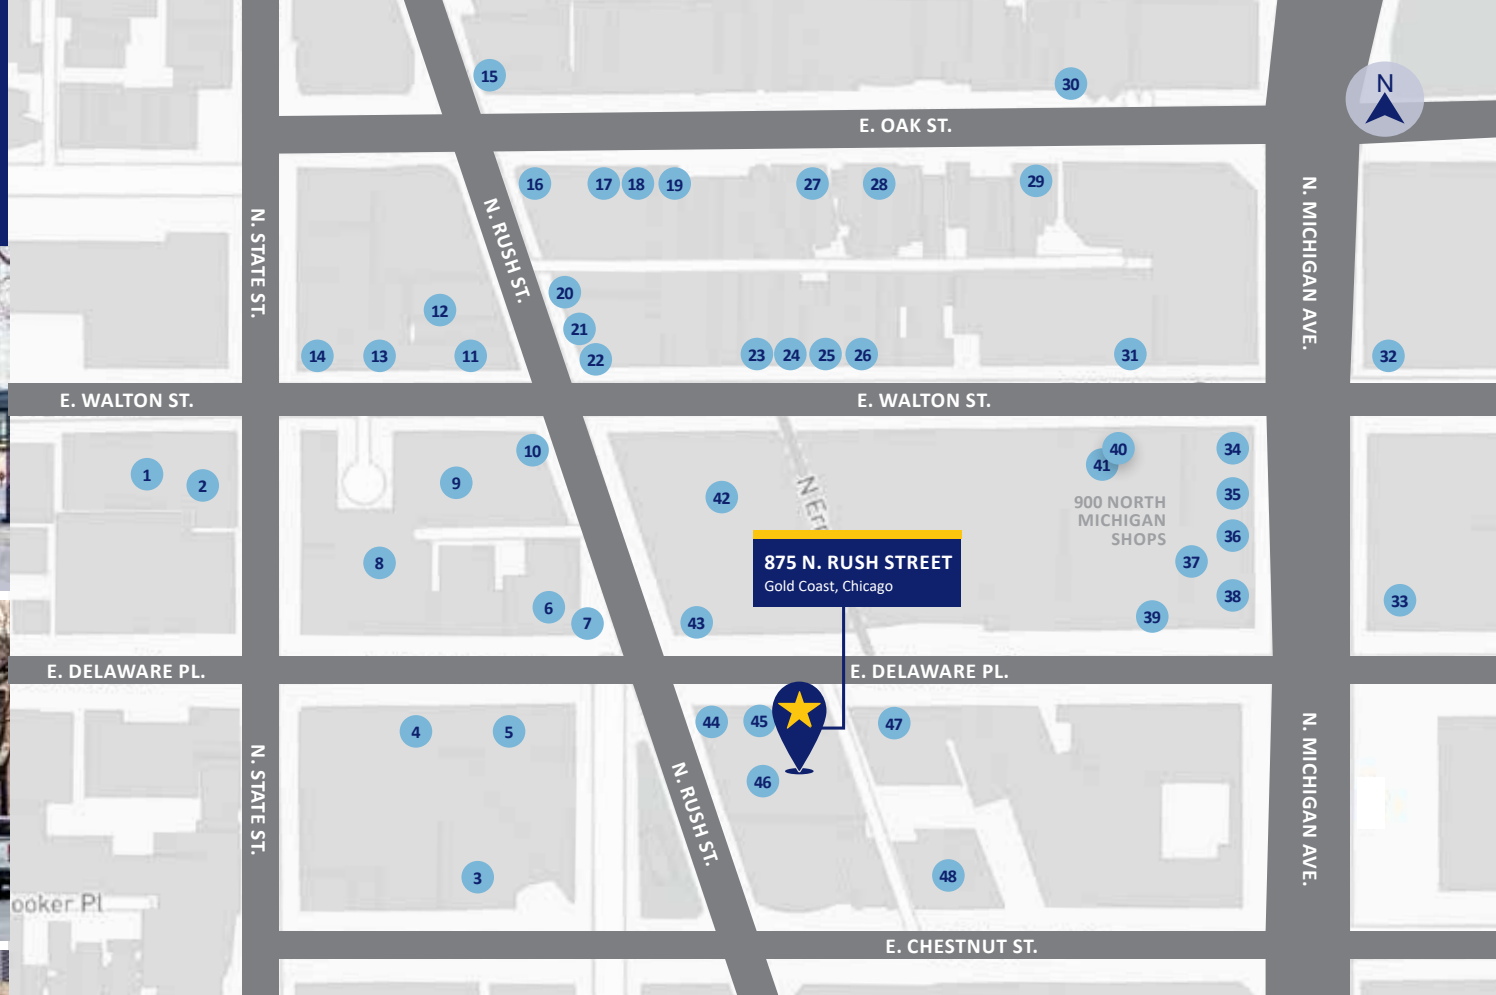 15
30
N
E. OAK ST.
16
17
18
19
27
28
29
N. STATE ST.
N. RUSH ST.
N. MICHIGAN AVE.
20
12
21
14
13
11
22
23
24
25
26
31
32
E. WALTON ST.
E. WALTON ST.
1
2
9
10
42
N Err
41
40
34
35
900 NORTH
MICHIGAN
SHOPS
36
37
38
8
875 N. RUSH STREET
Gold Coast, Chicago
6
7
43
39
33
E. DELAWARE PL.
E. DELAWARE PL.
4
5
44
45
47
46
N. STATE ST.
N. RUSH ST.
N. MICHIGAN AVE.
3
48
ooker Pl
E. CHESTNUT ST.